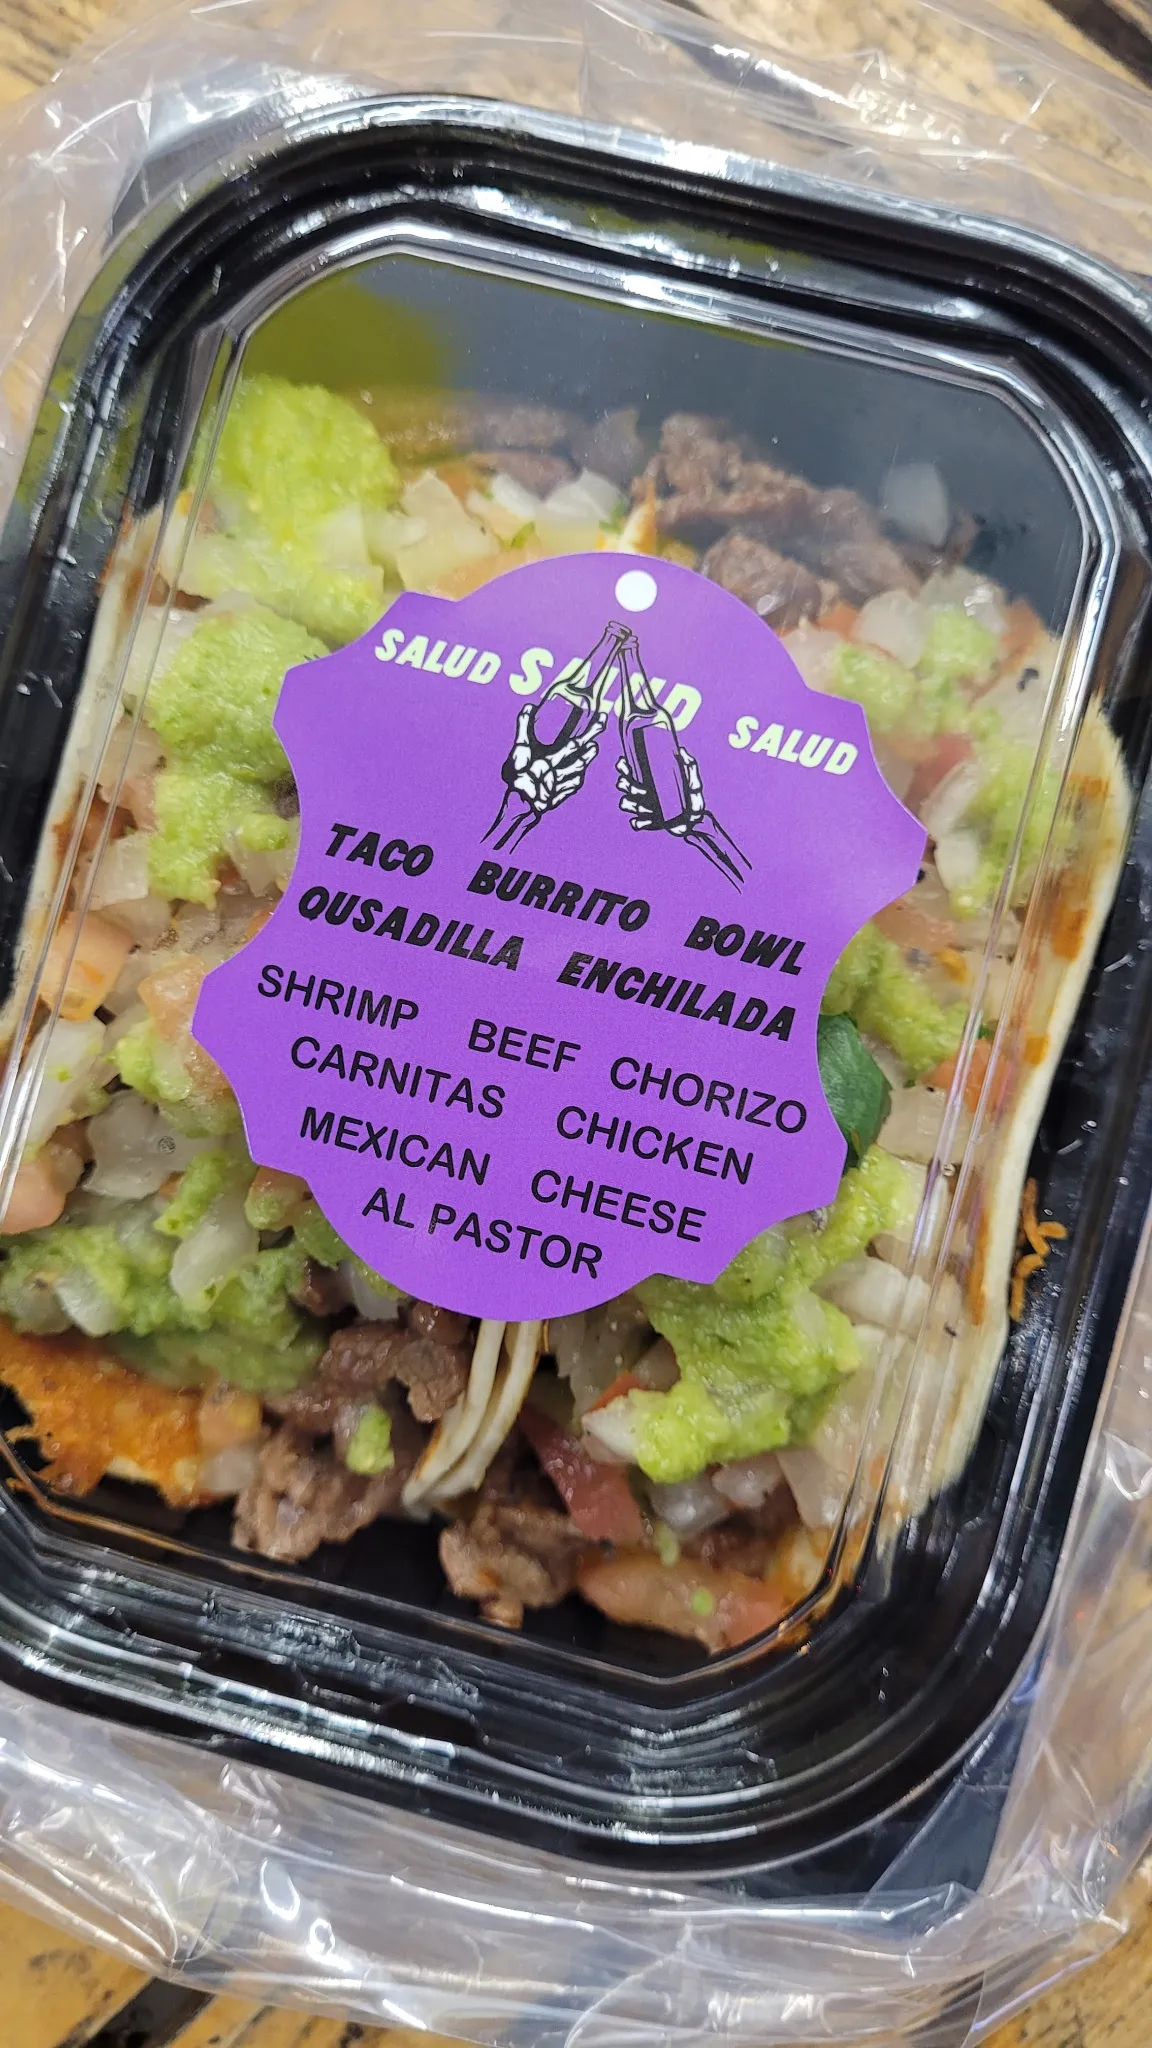 SALUD SALUD SALUD
TACO BURRITO BOWL
QUSADILLA ENCHILADA
SHRIMP BEEF CHORIZO
CARNITAS CHICKEN
MEXICAN CHEESE
AL PASTOR